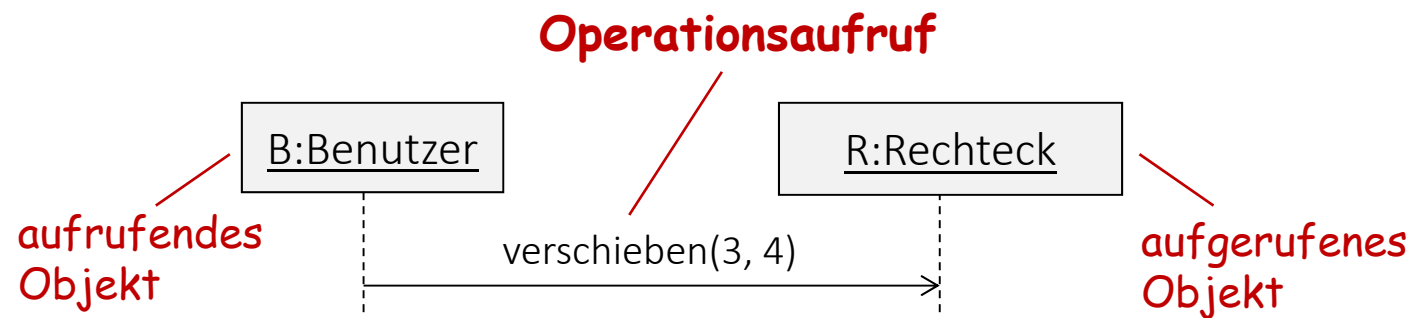 Operationsaufruf
B:Benutzer
R:Rechteck
aufrufendes
Objekt
verschieben(3, 4)
aufgerufenes
Objekt